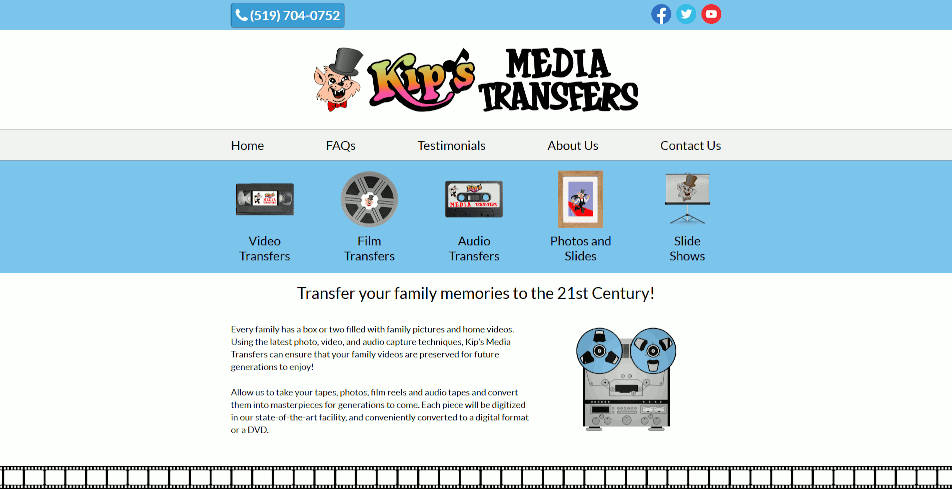 (519) 704-0752
Kip's MEDIA
TRANSFERS
Home FAQs Testimonials About Us Contact Us
MEDIA TRANSFERS
Video
Transfers
Film
Transfers
Audio
Transfers
Photos and
Slides
Slide
Shows
Transfer your family memories to the 21st Century!
Every family has a box or two filled with family pictures and home videos.
Using the latest photo, video, and audio capture techniques, Kip's Media
Transfers can ensure that your family videos are preserved for future
generations to enjoy!
Allow us to take your tapes, photos, film reels and audio tapes and convert
them into masterpieces for generations to come. Each piece will be digitized
in our state-of-the-art facility, and conveniently converted to a digital format
or a DVD.